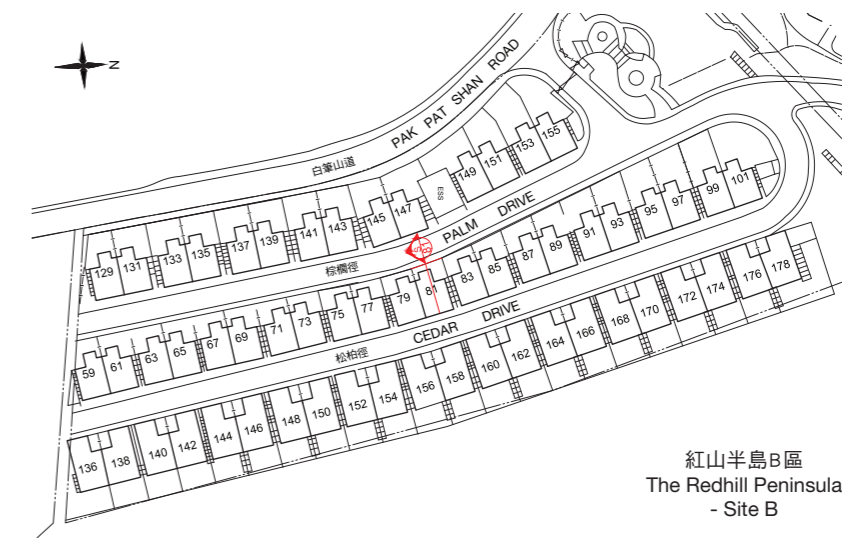 N
PAK PAT SHAN ROAD
白筆山道
153 155
149 151
ESS
145 147
141 143
137 139
133 135
129 131
PALM DRIVE
棕櫚徑
99 101
95 97
91 93
87 89
83 85
79 81
75 77
71 73
67 69
63 65
59 61
CEDAR DRIVE
松柏徑
176 178
172 174
168 170
164 166
160 162
156 158
152 154
148 150
144 146
140 142
136 138
紅山半島B區
The Redhill Peninsula
- Site B